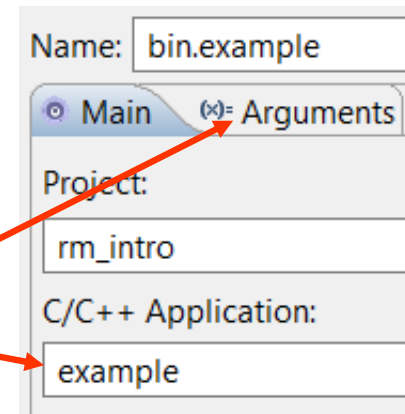 Name: bin.example
Main (x)= Arguments
Project:
rm_intro
C/C++ Application:
example